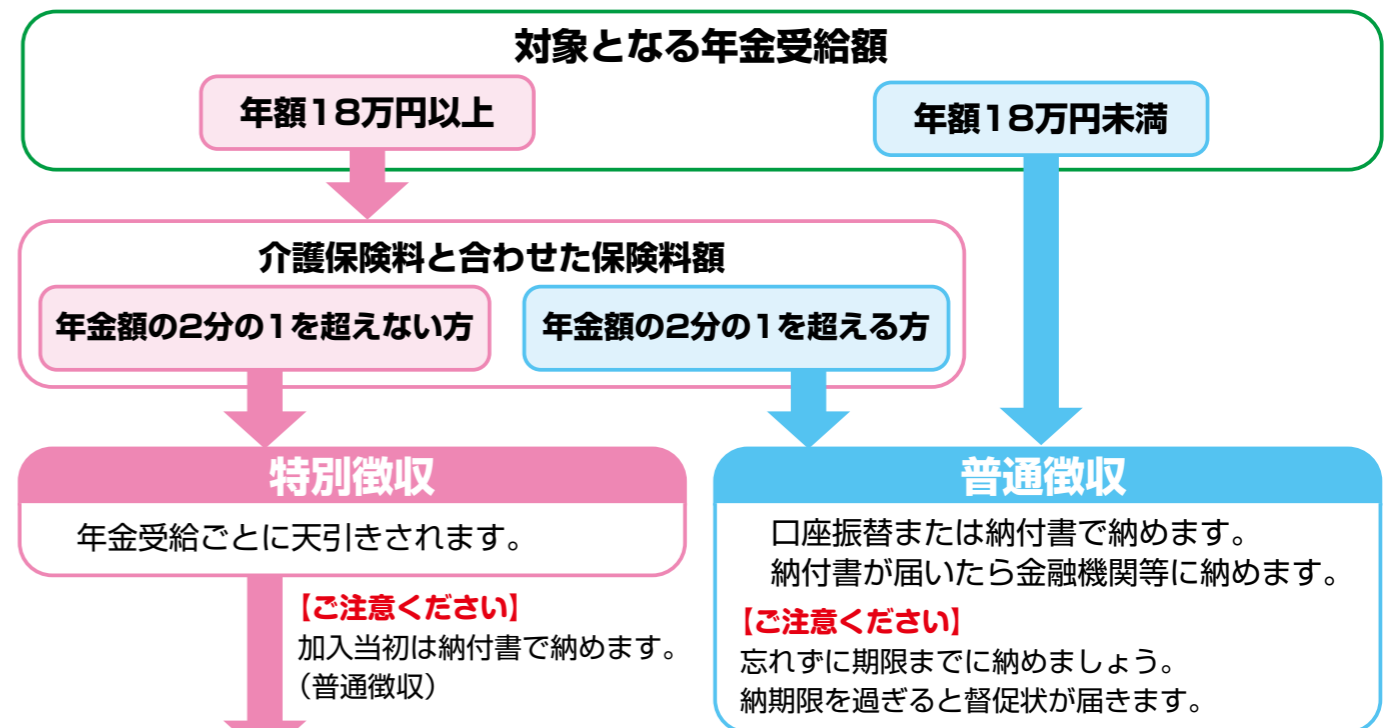 対象となる年金受給額
年額18万円以上
年額18万円未満
介護保険料と合わせた保険料額
年金額の2分の1を超えない方
年金額の2分の1を超える方
特別徴収
年金受給ごとに天引きされます。
【ご注意ください】
加入当初は納付書で納めます。
（普通徴収）
普通徴収
口座振替または納付書で納めます。
納付書が届いたら金融機関等に納めます。
【ご注意ください】
忘れずに期限までに納めましょう。
納期限を過ぎると督促状が届きます。